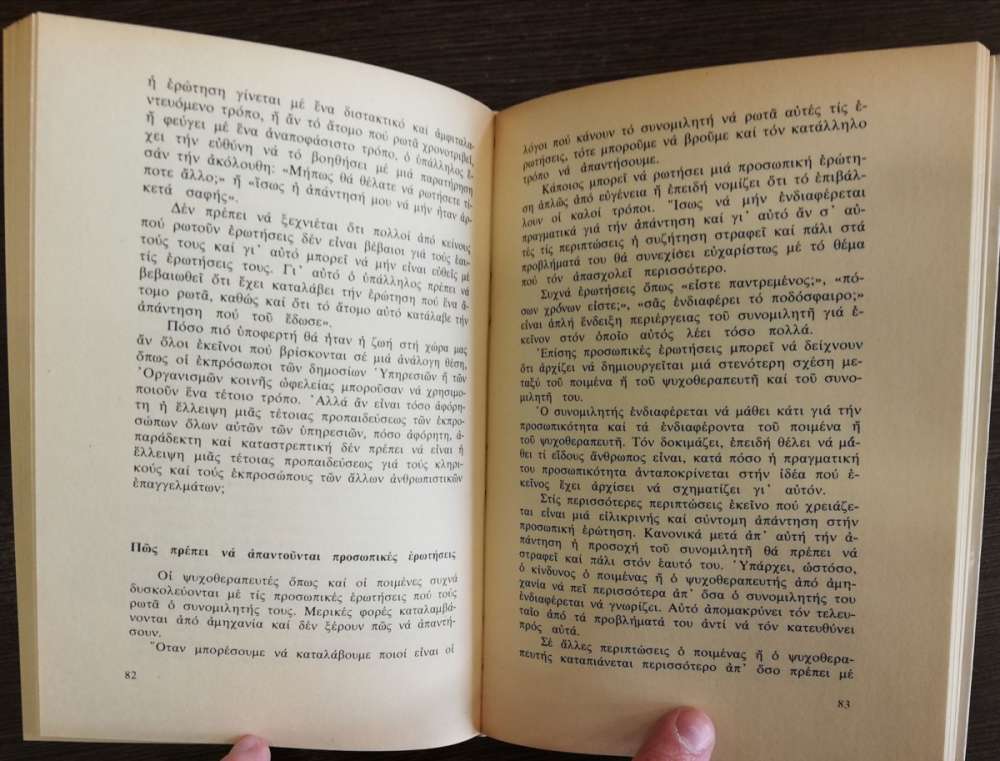 ἡ ἐρώτηση γίνεται μέ ἕνα διστακτικό καί ἀμφιταλα-
ντευόμενο τρόπο, ἤ ἄν τό ἄτομο πού ρωτᾶ χρονοτριβεῖ,
ἤ φεύγει μέ ἕνα ἀναποφάσιστο τρόπο, ὁ ὑπάλληλος ἔ-
χει τήν εὐθύνη νά τό βοηθήσει μέ μιά παρατήρηση
σάν τήν ἀκόλουθη: «Μήπως θά θέλατε νά ρωτήσετε τί-
ποτε ἄλλο;» ἤ «Ἴσως ἡ ἀπάντησή μου νά μήν ἦταν ἀρ-
κετά σαφής».
Δέν πρέπει νά ξεχνιέται ὅτι πολλοί ἀπό κείνους
πού ρωτοῦν ἐρωτήσεις δέν εἶναι βέβαιοι γιά τούς ἑαυ-
τούς τους καί γι᾽ αὐτό μπορεῖ νά μήν εἶναι εὐθεῖς μέ
τίς ἐρωτήσεις τους. Γι᾽ αὐτό ὁ ὑπάλληλος πρέπει νά
βεβαιωθεῖ ὅτι ἔχει καταλάβει τήν ἐρώτηση πού ἕνα ἄ-
τομο ρωτᾶ, καθώς καί ὅτι τό ἄτομο αὐτό κατάλαβε τήν
ἀπάντηση πού τοῦ ἔδωσε».
Πόσο πιό ὑποφερτή θά ἦταν ἡ ζωή στή χώρα μας
ἄν ὅλοι ἐκεῖνοι πού βρίσκονται σέ μιά ἀνάλογη θέση,
ὅπως οἱ ἐκπρόσωποι τῶν δημοσίων Ὑπηρεσιῶν ἤ τῶν
Ὀργανισμῶν κοινῆς ὠφελείας μποροῦσαν νά χρησιμο-
ποιοῦν ἕνα τέτοιο τρόπο. Ἀλλά ἄν εἶναι τόσο ἀφόρη-
τη ἡ ἔλλειψη μιᾶς τέτοιας προπαιδεύσεως τῶν ἐκπρο-
σώπων ὅλων αὐτῶν τῶν ὑπηρεσιῶν, πόσο ἀφόρητη, ἀ-
παράδεκτη καί καταστρεπτική δέν πρέπει νά εἶναι ἡ
ἔλλειψη μιᾶς τέτοιας προπαιδεύσεως γιά τούς κληρι-
κούς καί τούς ἐκπροσώπους τῶν ἄλλων ἀνθρωπιστικῶν
ἐπαγγελμάτων;
Πῶς πρέπει νά ἀπαντοῦνται προσωπικές ἐρωτήσεις
Οἱ ψυχοθεραπευτές ὅπως καί οἱ ποιμένες συχνά
δυσκολεύονται μέ τίς προσωπικές ἐρωτήσεις πού τούς
ρωτᾶ ὁ συνομιλητής τους. Μερικές φορές καταλαμβά-
νονται ἀπό ἀμηχανία καί δέν ξέρουν πῶς νά ἀπαντή-
σουν.
Ὅταν μπορέσουμε νά καταλάβουμε ποιοί εἶναι οἱ
82
λόγοι πού κάνουν τό συνομιλητή νά ρωτᾶ αὐτές τίς ἐ-
ρωτήσεις, τότε μποροῦμε νά βροῦμε καί τόν κατάλληλο
τρόπο νά ἀπαντήσουμε.
Κάποιος μπορεῖ νά ρωτήσει μιά προσωπική ἐρώτη-
ση ἁπλῶς ἀπό εὐγένεια ἤ ἐπειδή νομίζει ὅτι τό ἐπιβάλ-
λουν οἱ καλοί τρόποι. Ἴσως νά μήν ἐνδιαφέρεται
πραγματικά γιά τήν ἀπάντηση καί γι᾽ αὐτό ἄν σ᾽ αὐ-
τές τίς περιπτώσεις ἡ συζήτηση στραφεῖ καί πάλι στά
προβλήματά του θά συνεχίσει εὐχαρίστως μέ τό θέμα
πού τόν ἀπασχολεῖ περισσότερο.
Συχνά ἐρωτήσεις ὅπως «εἶστε παντρεμένος;», «πό-
σων χρόνων εἶστε;», «σᾶς ἐνδιαφέρει τό ποδόσφαιρο;»
εἶναι ἁπλή ἔνδειξη περιέργειας τοῦ συνομιλητῆ γιά ἐ-
κεῖνον στόν ὁποῖο αὐτός λέει τόσο πολλά.
Ἐπίσης προσωπικές ἐρωτήσεις μπορεῖ νά δείχνουν
ὅτι ἀρχίζει νά δημιουργεῖται μιά στενότερη σχέση με-
ταξύ τοῦ ποιμένα ἤ τοῦ ψυχοθεραπευτῆ καί τοῦ συνο-
μιλητῆ του.
Ὁ συνομιλητής ἐνδιαφέρεται νά μάθει κάτι γιά τήν
προσωπικότητα καί τά ἐνδιαφέροντα τοῦ ποιμένα ἤ
τοῦ ψυχοθεραπευτῆ. Τόν δοκιμάζει, ἐπειδή θέλει νά μά-
θει τί εἴδους ἄνθρωπος εἶναι, κατά πόσο ἡ πραγματική
του προσωπικότητα ἀνταποκρίνεται στήν ἰδέα πού ἐ-
κεῖνος ἔχει ἀρχίσει νά σχηματίζει γι᾽ αὐτόν.
Στίς περισσότερες περιπτώσεις ἐκεῖνο πού χρειάζε-
ται εἶναι μιά εἰλικρινής καί σύντομη ἀπάντηση στήν
προσωπική ἐρώτηση. Κανονικά μετά ἀπ᾽ αὐτή τήν ἀ-
πάντηση ἡ προσοχή τοῦ συνομιλητῆ θά πρέπει νά
στραφεῖ καί πάλι στόν ἑαυτό του. Ὑπάρχει, ὡστόσο,
ὁ κίνδυνος ὁ ποιμένας ἤ ὁ ψυχοθεραπευτής ἀπό ἀμη-
χανία νά πεῖ περισσότερα ἀπ᾽ ὅσα ὁ συνομιλητής του
ἐνδιαφέρεται νά γνωρίζει. Αὐτό ἀπομακρύνει τόν τελευ-
ταῖο ἀπό τά προβλήματά του ἀντί νά τόν κατευθύνει
πρός αὐτά.
Σέ ἄλλες περιπτώσεις ὁ ποιμένας ἤ ὁ ψυχοθερα-
πευτής καταπιάνεται περισσότερο ἀπ᾽ ὅσο πρέπει μέ
83